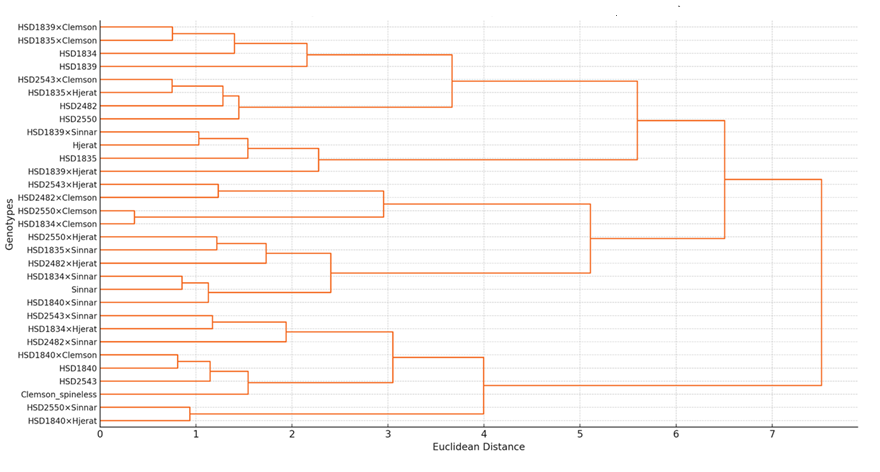 HSD1839×Clemson
HSD1835×Clemson
HSD1834
HSD1839
HSD2543×Clemson
HSD1835×Hjerat
HSD2482
HSD2550
HSD1839×Sinnar
Hjerat
HSD1835
HSD1839×Hjerat
HSD2543×Hjerat
HSD2482×Clemson
HSD2550×Clemson
HSD1834×Clemson
HSD2550×Hjerat
HSD1835×Sinnar
HSD2482×Hjerat
HSD1834×Sinnar
Sinnar
HSD1840×Sinnar
HSD2543×Sinnar
HSD1834×Hjerat
HSD2482×Sinnar
HSD1840×Clemson
HSD1840
HSD2543
Clemson_spineless
HSD2550×Sinnar
HSD1840×Hjerat
Genotypes
0 1 2 3 4 5 6 7
Euclidean Distance